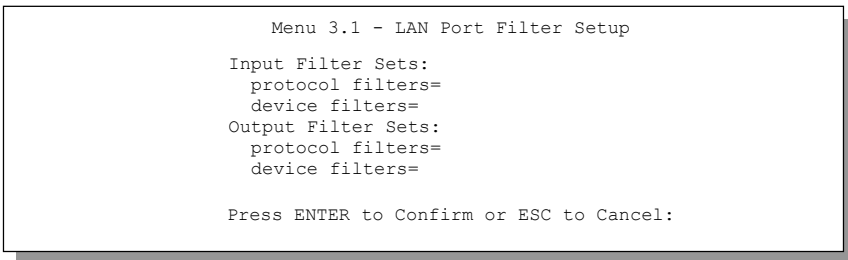 Menu 3.1 - LAN Port Filter Setup
Input Filter Sets:
protocol filters=
device filters=
Output Filter Sets:
protocol filters=
device filters=
Press ENTER to Confirm or ESC to Cancel: